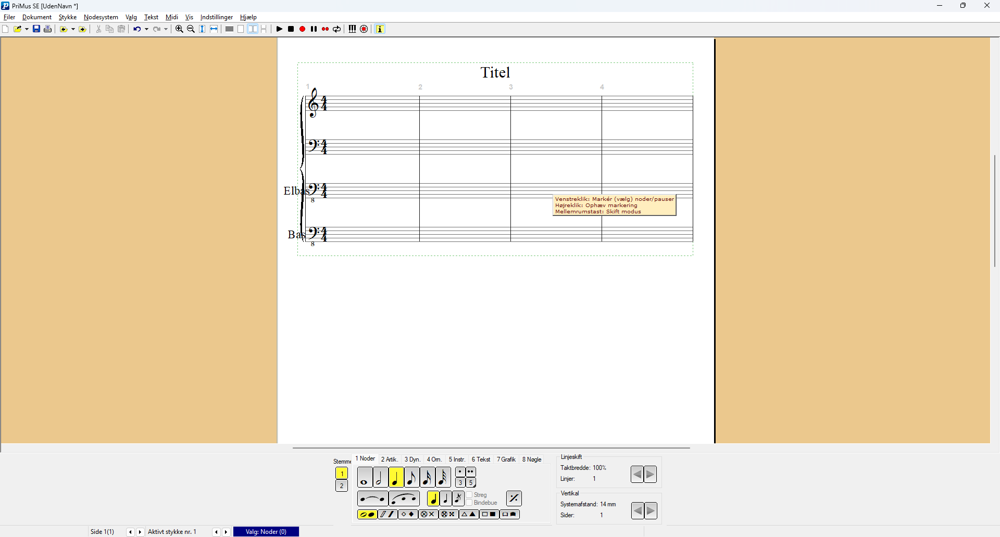 PriMus SE [UdenNavn *]
Filer Dokument Stykke Nodesystem Valg Tekst Midi Vis Indstillinger Hjælp
Titel
1 2 3 4
Elbas
8
Venstreklik: Markér (vælg) noder/pauser
Højreklik: Ophæv markering
Mellemrumstast: Skift modus
Bas
8
Stemme
1
2
1 Noder 2 Artik. 3 Dyn. 4 Orn. 5 Instr. 6 Tekst 7 Grafik 8 Nøgle
3 5
Streg
Bindebue
Linjeskift
Taktbredde: 100%
Linjer: 1
Vertikal
Systemafstand: 14 mm
Sider: 1
Side 1(1) Aktivt stykke nr. 1 Valg: Noder (0)